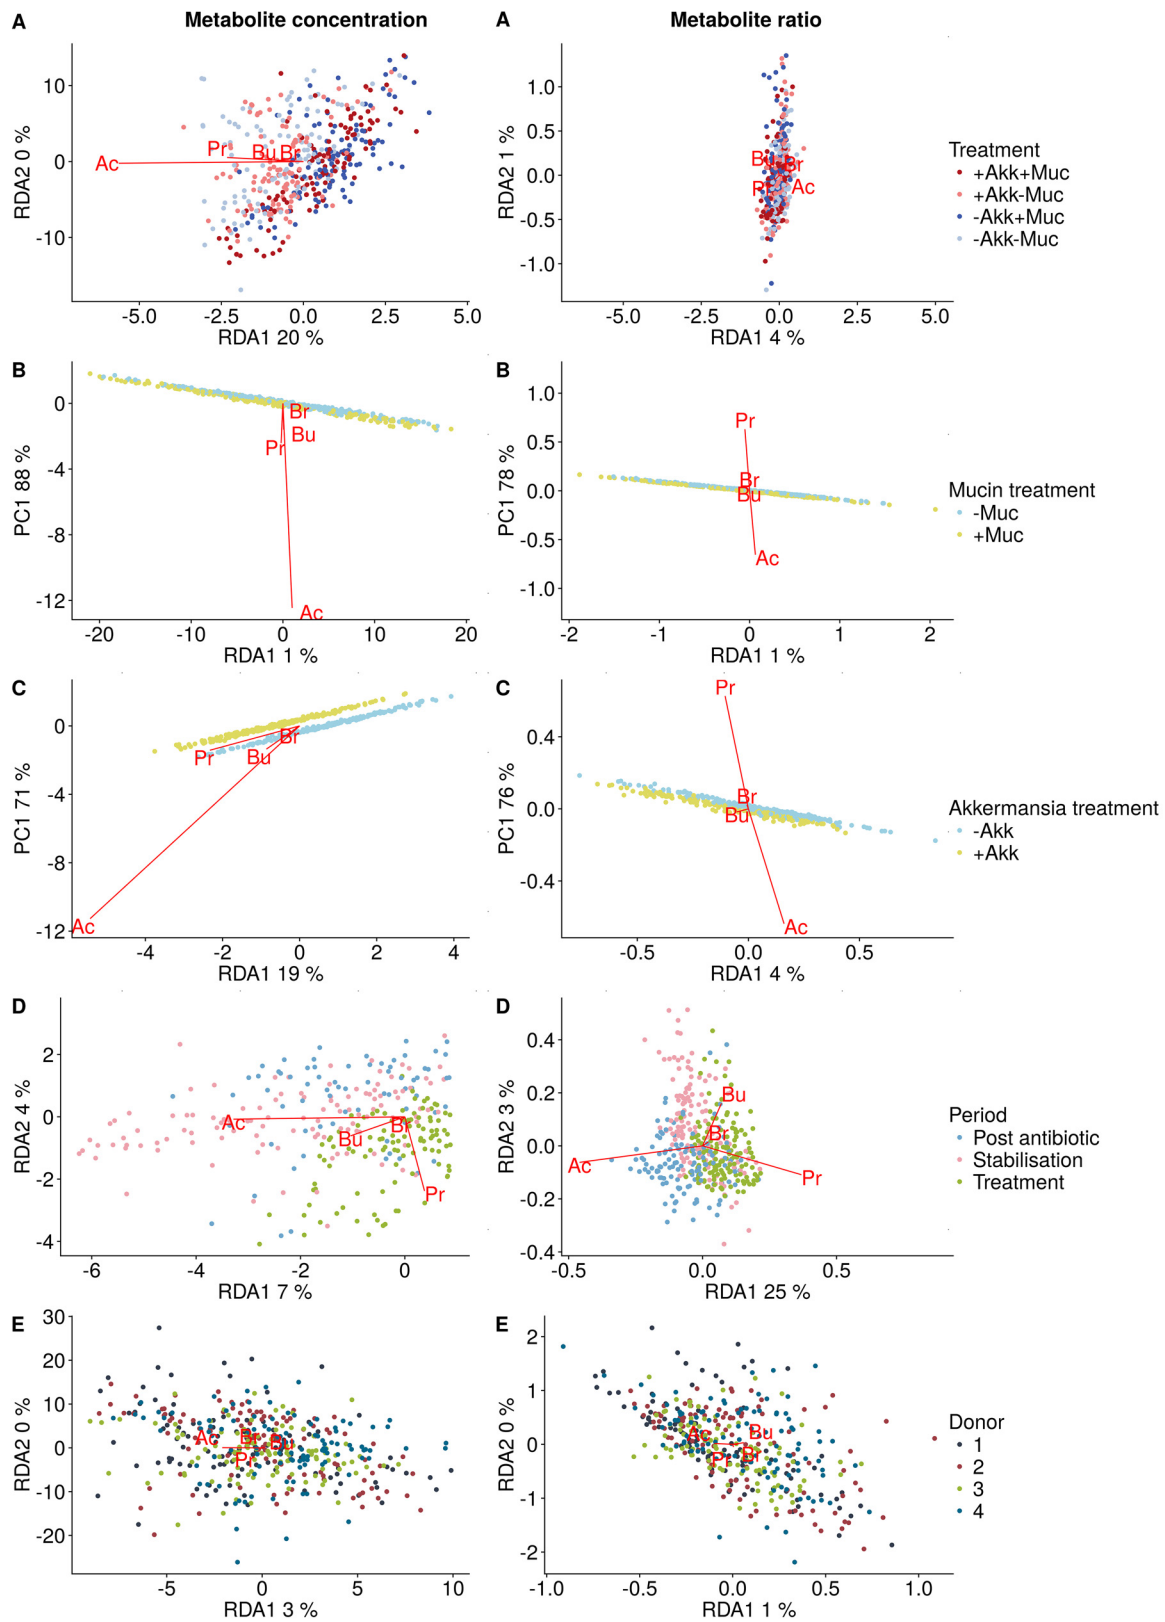 A Metabolite concentration A Metabolite ratio
10
0
-10
RDA2 0 %
Ac Pr Bu Br
-5.0 -2.5 0.0 2.5 5.0
RDA1 20 %
1.0
0.5
0.0
-0.5
-1.0
RDA2 1 %
Bu Br
Pr Ac
-5.0 -2.5 0.0 2.5 5.0
RDA1 4 %
Treatment
+Akk+Muc
+Akk-Muc
-Akk+Muc
-Akk-Muc
B
0
-4
-8
-12
PC1 88 %
Br
Bu
Pr
Ac
-20 -10 0 10 20
RDA1 1 %
B
1.0
0.5
0.0
-0.5
-1.0
PC1 78 %
Pr
Br
Bu
Ac
-2 -1 0 1 2
RDA1 1 %
Mucin treatment
-Muc
+Muc
C
0
-4
-8
-12
PC1 71 %
Br
Pr Bu
Ac
-4 -2 0 2 4
RDA1 19 %
C
0.4
0.0
-0.4
PC1 76 %
Pr
Br
Bu
Ac
-0.5 0.0 0.5
RDA1 4 %
Akkermansia treatment
-Akk
+Akk
D
2
0
-2
-4
RDA2 4 %
Ac Br
Bu
Pr
-6 -4 -2 0
RDA1 7 %
D
0.4
0.2
0.0
-0.2
-0.4
RDA2 3 %
Bu
Br
Ac Pr
-0.5 0.0 0.5
RDA1 25 %
Period
Post antibiotic
Stabilisation
Treatment
E
30
20
10
0
-10
-20
RDA2 0 %
Ac Br Bu
Pr
-5 0 5 10
RDA1 3 %
E
2
1
0
-1
-2
RDA2 0 %
Ac Bu
Pr Br
-1.0 -0.5 0.0 0.5 1.0
RDA1 1 %
Donor
1
2
3
4